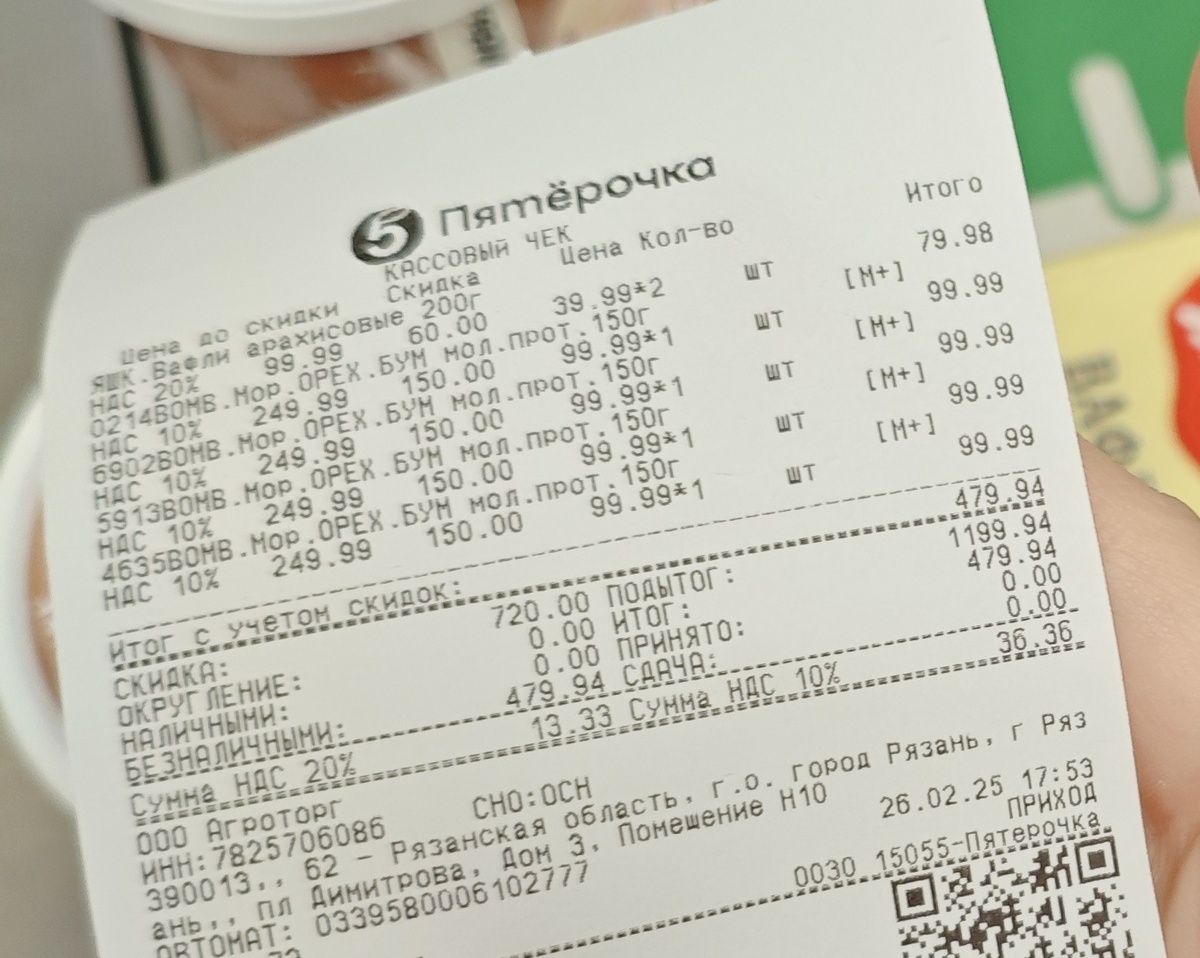 5 Пятёрочка
КАССОВЫЙ ЧЕК
Цена до скидки Скидка Цена Кол-во Итого
ЯШК.Вафли арахисовые 200г
НДС 20% 99.99 60.00 39.99*2 шт 79.98
0214BOMB.Мор.ОРЕХ.БУМ мол.прот.150г [М+]
НДС 10% 249.99 150.00 99.99*1 шт 99.99
6902BOMB.Мор.ОРЕХ.БУМ мол.прот.150г [М+]
НДС 10% 249.99 150.00 99.99*1 шт 99.99
5913BOMB.Мор.ОРЕХ.БУМ мол.прот.150г [М+]
НДС 10% 249.99 150.00 99.99*1 шт 99.99
4635BOMB.Мор.ОРЕХ.БУМ мол.прот.150г [М+]
НДС 10% 249.99 150.00 99.99*1 шт 99.99
Итог с учетом скидок: 479.94
СКИДКА: 720.00 ПОДЫТОГ: 1199.94
ОКРУГЛЕНИЕ: 0.00 ИТОГ: 479.94
НАЛИЧНЫМИ: 0.00 ПРИНЯТО: 0.00
БЕЗНАЛИЧНЫМИ: 479.94 СДАЧА: 0.00
Сумма НДС 20% 13.33 Сумма НДС 10% 36.36
ООО Агроторг
ИНН:7825706086 СНО:ОСН
390013,, 62 - Рязанская область, г.о. город Рязань, г Ряз
ань,, пл Димитрова, Дом 3, Помещение Н10 26.02.25 17:53
АВТОМАТ: 0339580006102777 ПРИХОД
0030 15055-Пятерочка
ВАФ